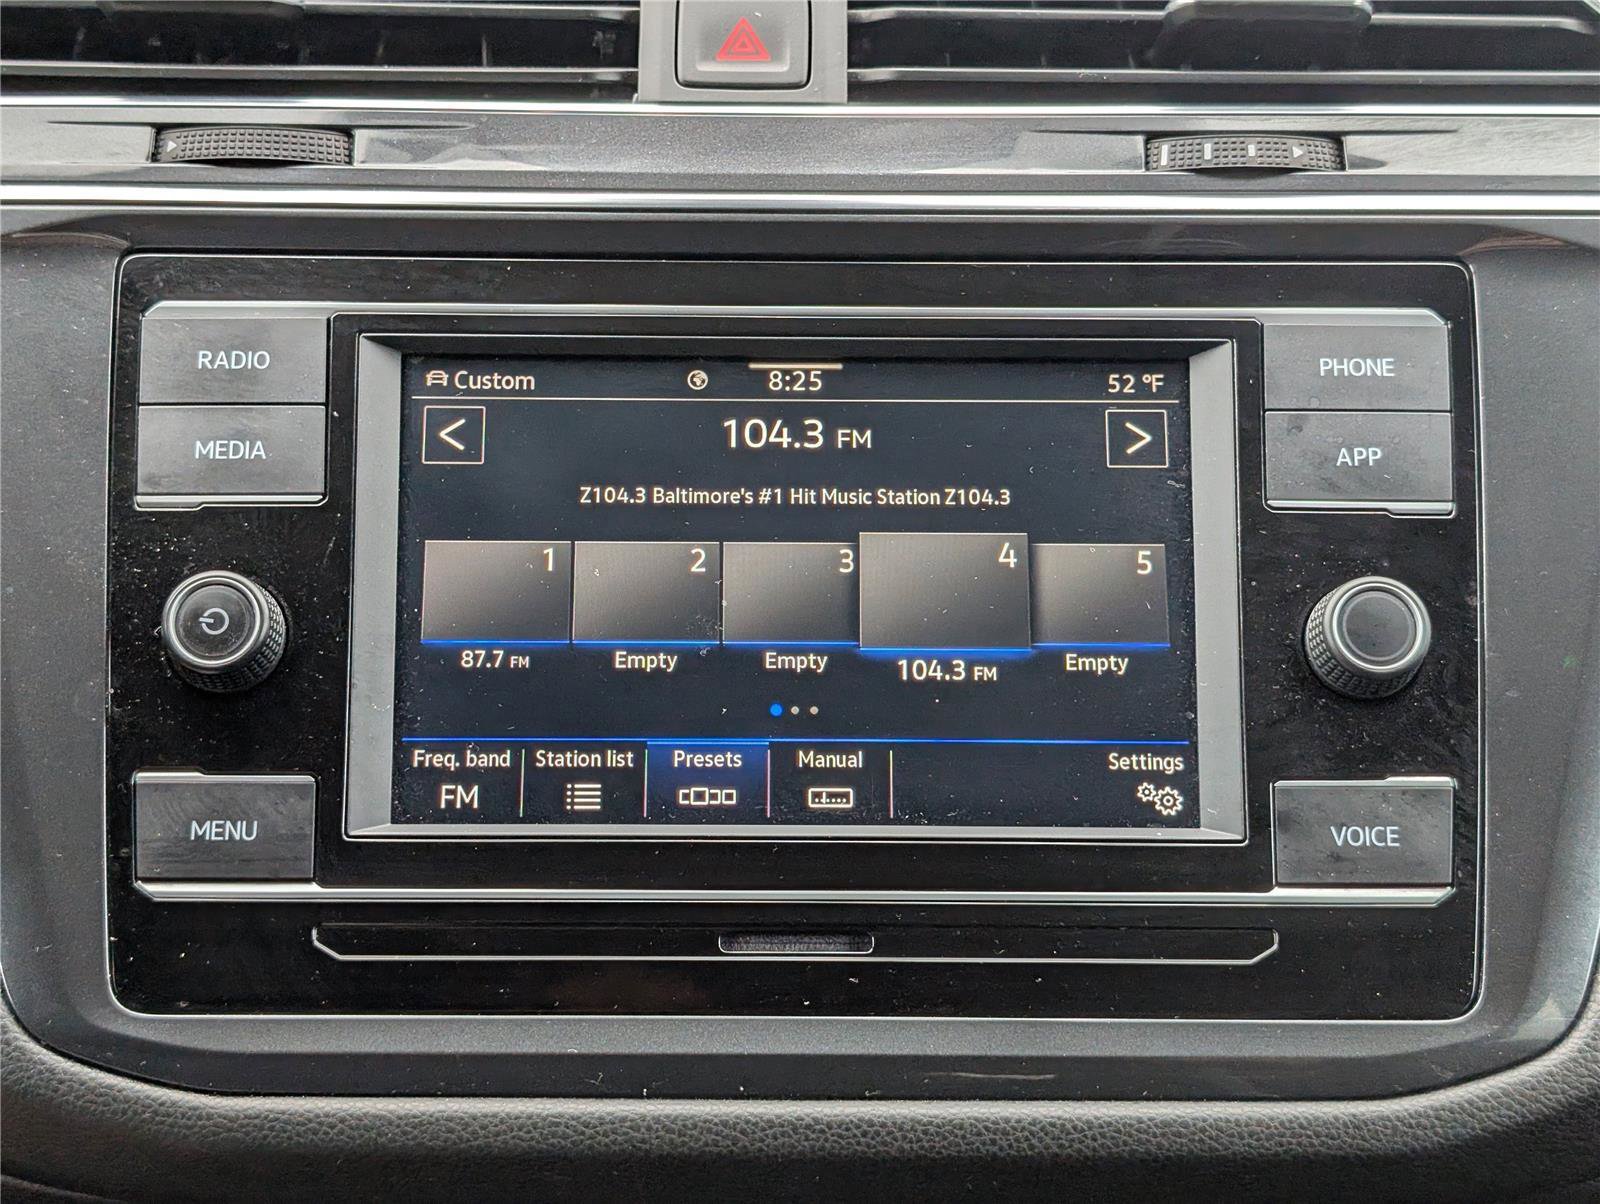 RADIO
MEDIA
MENU
PHONE
APP
VOICE
Custom 8:25 52 °F
< 104.3 FM >
Z104.3 Baltimore's #1 Hit Music Station Z104.3
1 2 3 4 5
87.7 FM Empty Empty 104.3 FM Empty
Freq. band Station list Presets Manual Settings
FM